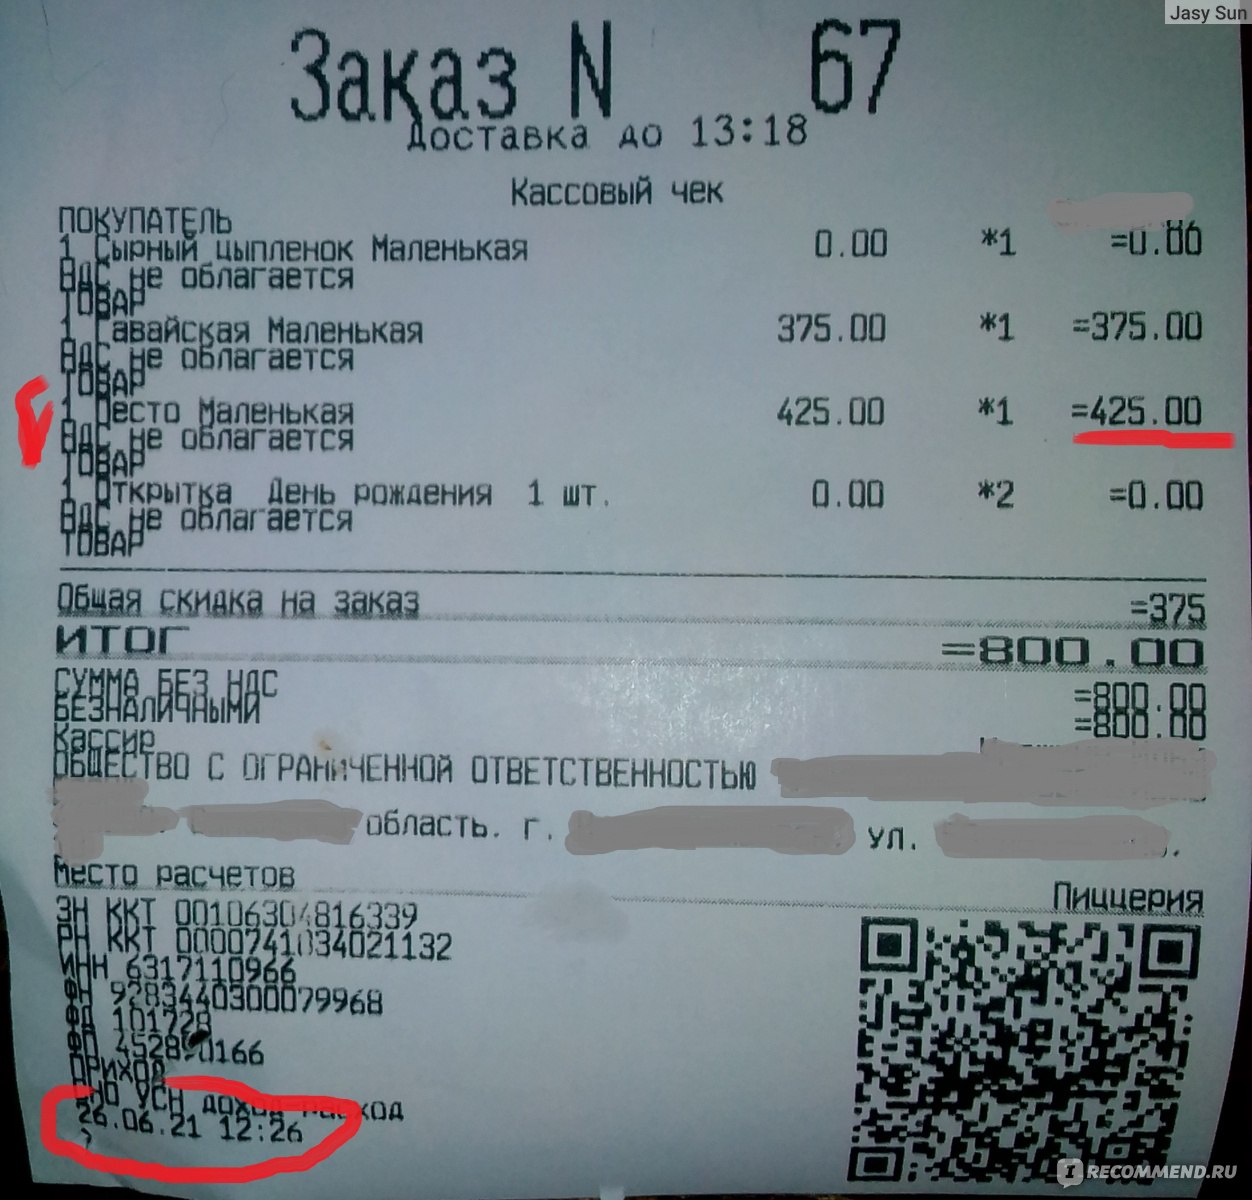 Jasy Sun
Заказ N 67
Доставка до 13:18
Кассовый чек
ПОКУПАТЕЛЬ
1 Сырный цыпленок Маленькая 0.00 *1 =0.00
НДС не облагается
ТОВАР
1 Гавайская Маленькая 375.00 *1 =375.00
НДС не облагается
ТОВАР
1 Песто Маленькая 425.00 *1 =425.00
НДС не облагается
ТОВАР
1 Открытка День рождения 1 шт. 0.00 *2 =0.00
НДС не облагается
ТОВАР
Общая скидка на заказ =375
ИТОГ =800.00
СУММА БЕЗ НДС =800.00
БЕЗНАЛИЧНЫМИ =800.00
Кассир
ОБЩЕСТВО С ОГРАНИЧЕННОЙ ОТВЕТСТВЕННОСТЬЮ
область. г. ул.
Место расчетов Пиццерия
ЗН ККТ 00106304816339
РН ККТ 0000741034021132
ИНН 6317110966
ФН 9283440300079968
ФД 101728
ФП
ПРИХОД
СНО УСН доход-расход
26.06.21 12:26
IRECOMMEND.RU